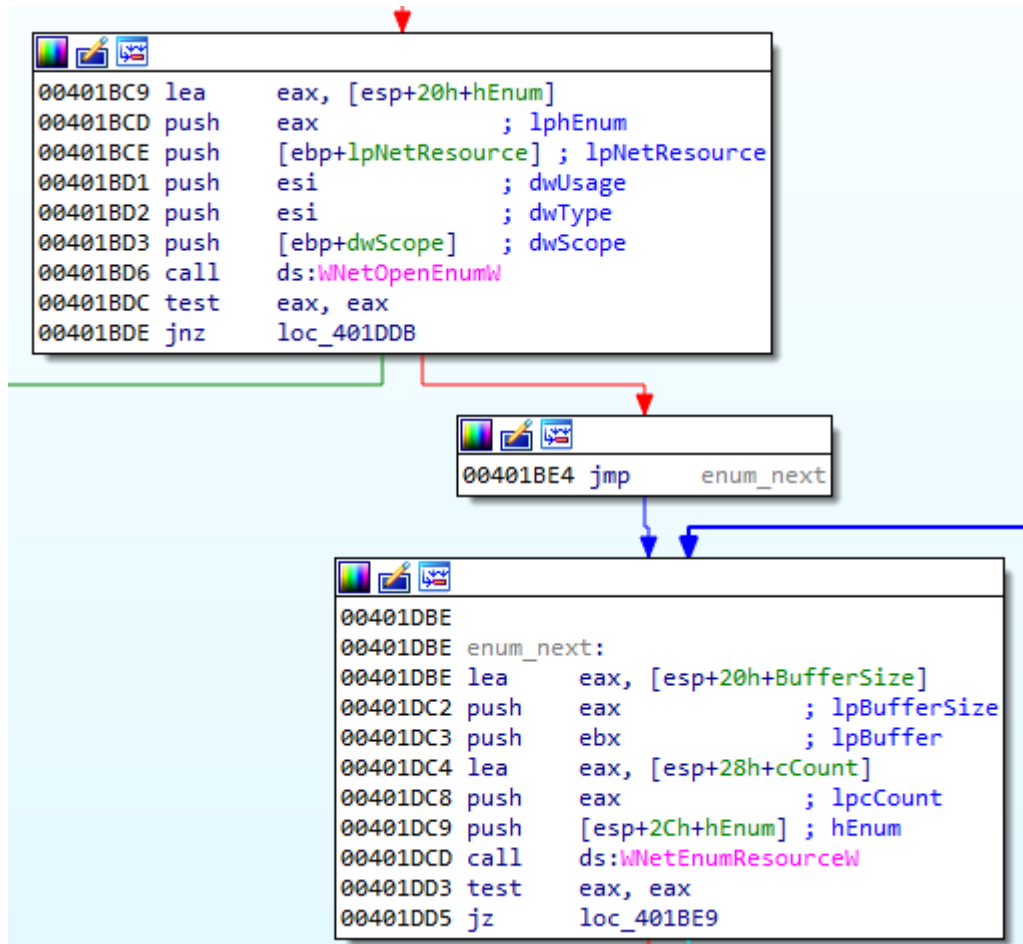 00401BC9 lea     eax, [esp+20h+hEnum]
00401BCD push    eax             ; lphEnum
00401BCE push    [ebp+lpNetResource] ; lpNetResource
00401BD1 push    esi             ; dwUsage
00401BD2 push    esi             ; dwType
00401BD3 push    [ebp+dwScope]   ; dwScope
00401BD6 call    ds:WNetOpenEnumW
00401BDC test    eax, eax
00401BDE jnz     loc_401DDB
00401BE4 jmp     enum_next
00401DBE
00401DBE enum_next:
00401DBE lea     eax, [esp+20h+BufferSize]
00401DC2 push    eax             ; lpBufferSize
00401DC3 push    ebx             ; lpBuffer
00401DC4 lea     eax, [esp+28h+cCount]
00401DC8 push    eax             ; lpcCount
00401DC9 push    [esp+2Ch+hEnum] ; hEnum
00401DCD call    ds:WNetEnumResourceW
00401DD3 test    eax, eax
00401DD5 jz      loc_401BE9